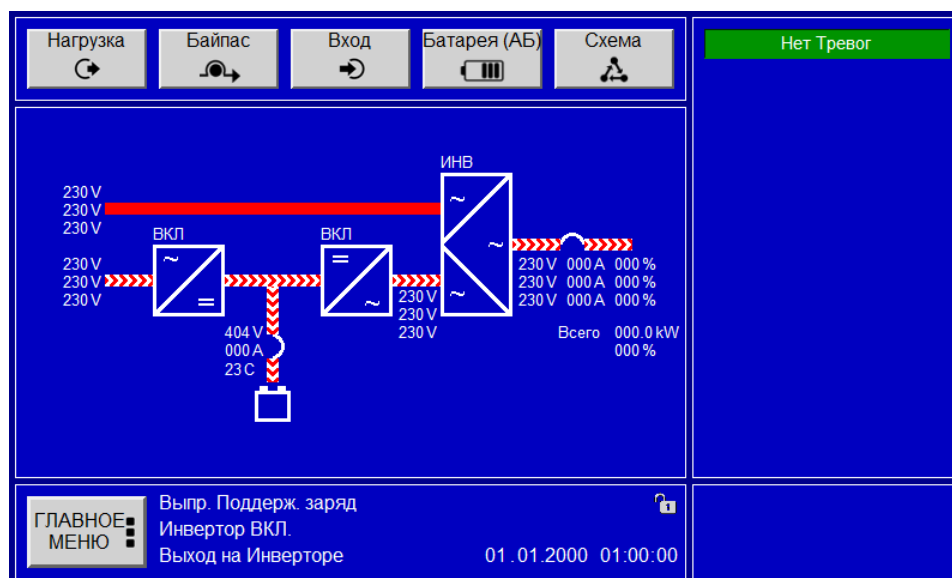 Нагрузка
Байпас
Вход
Батарея (АБ)
Схема
Нет Тревог
ИНВ
230 V
230 V
230 V
ВКЛ
ВКЛ
230 V
230 V
230 V
230 V 000 A 000 %
230 V 000 A 000 %
230 V 000 A 000 %
230 V
230 V
230 V
Всего 000.0 kW
000 %
404 V
000 A
23 C
ГЛАВНОЕ
МЕНЮ
Выпр. Поддерж. заряд
1
Инвертор ВКЛ.
Выход на Инверторе
01.01.2000 01:00:00